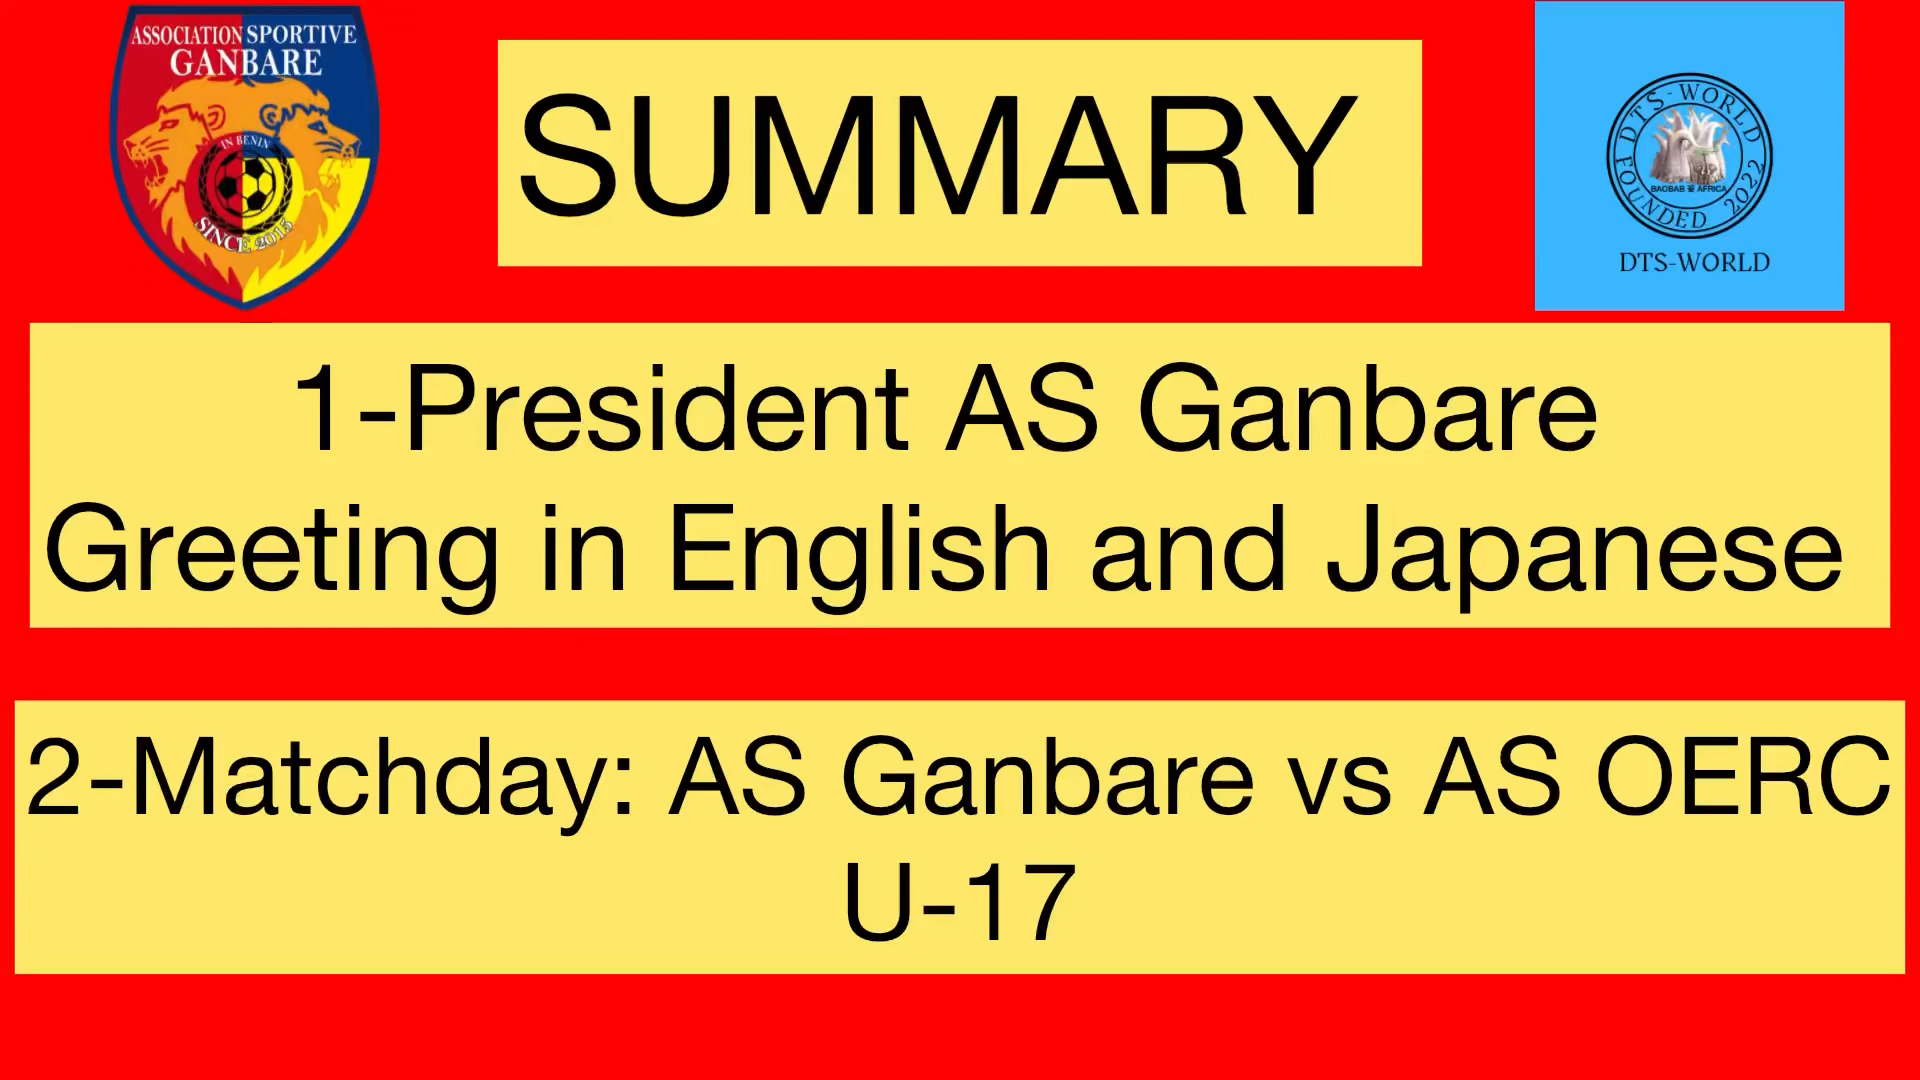 ASSOCIATION SPORTIVE
GANBARE
IN BENIN
SINCE 2015
SUMMARY
DTS-WORLD
BAOBAB AFRICA
FOUNDED 2022
DTS-WORLD
1-President AS Ganbare
Greeting in English and Japanese
2-Matchday: AS Ganbare vs AS OERC
U-17